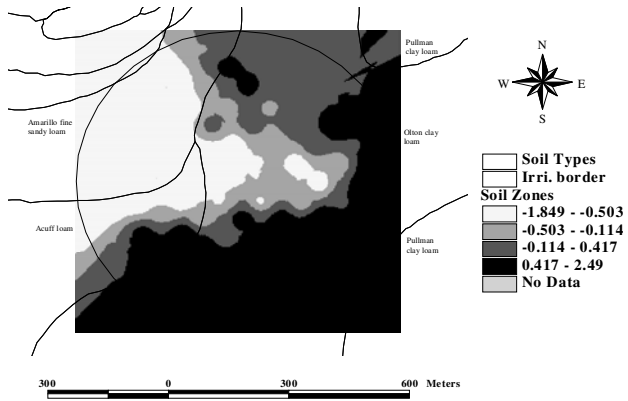 Pullman
clay loam
Amarillo fine
sandy loam
Olton clay
loam
Acuff loam
Pullman
clay loam
N
W E
S
Soil Types
Irri. border
Soil Zones
-1.849 - -0.503
-0.503 - -0.114
-0.114 - 0.417
0.417 - 2.49
No Data
300 0 300 600 Meters